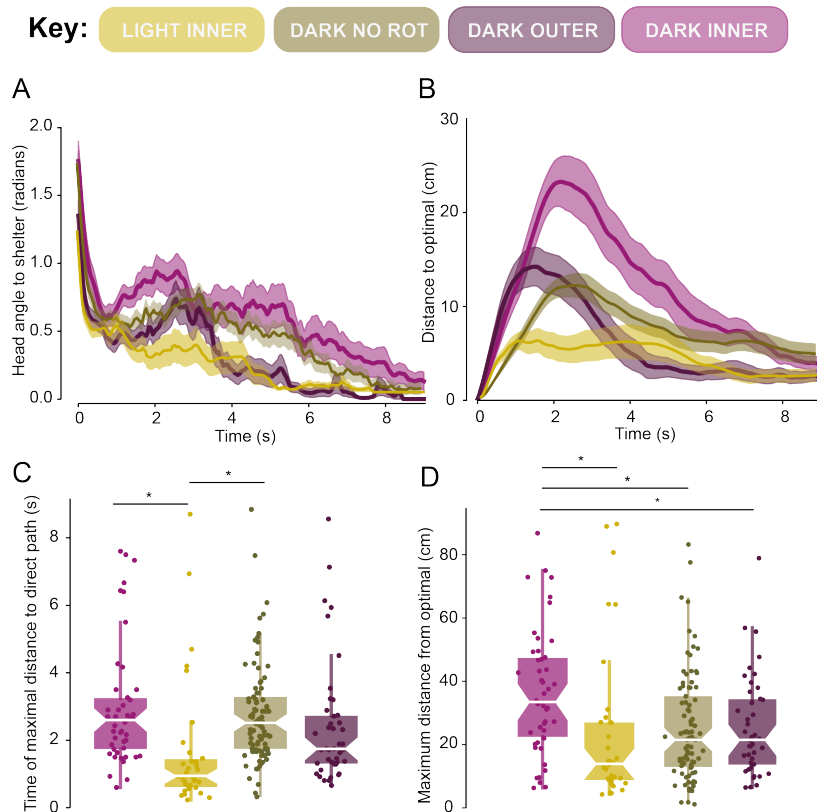 Key: LIGHT INNER DARK NO ROT DARK OUTER DARK INNER
A
B
Head angle to shelter (radians)
2.0
1.5
1.0
0.5
0.0
0 2 4 6 8
Time (s)
Distance to optimal (cm)
30
20
10
0
0 2 4 6 8
Time (s)
C
D
Time of maximal distance to direct path (s)
8
6
4
2
0
* *
Maximum distance from optimal (cm)
80
60
40
20
0
*
*
*